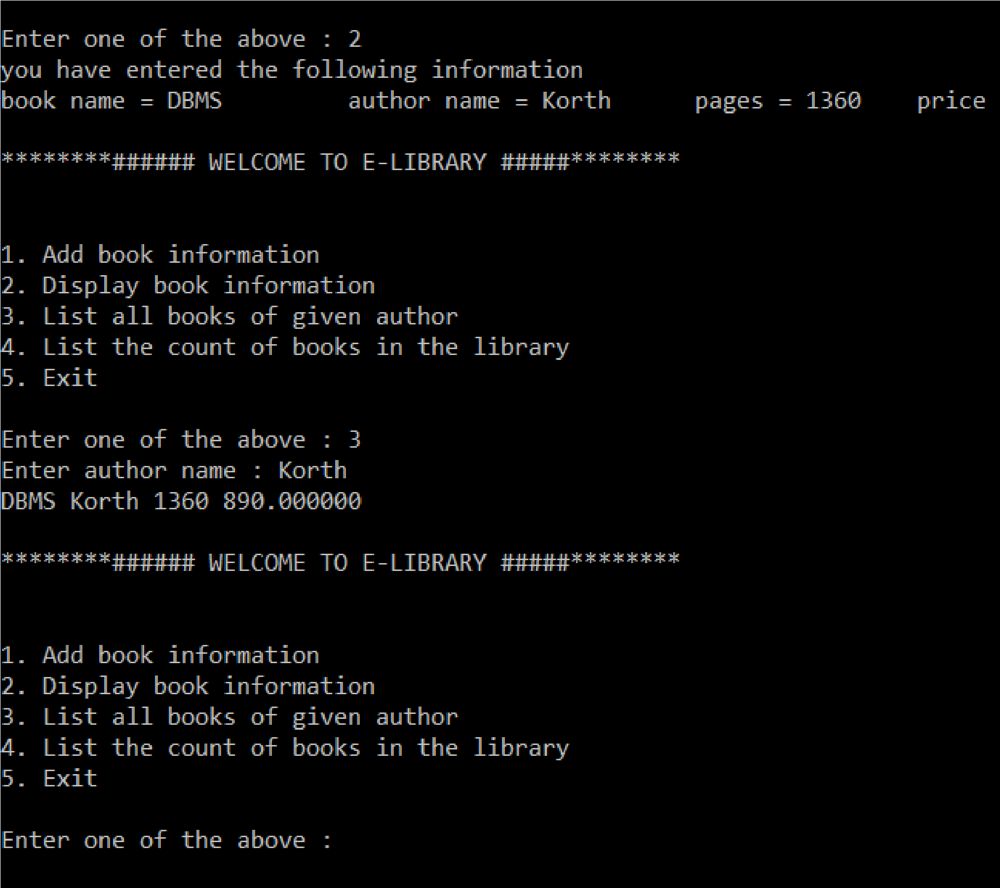 Enter one of the above : 2
you have entered the following information
book name = DBMS         author name = Korth      pages = 1360    price
********###### WELCOME TO E-LIBRARY #####********
1. Add book information
2. Display book information
3. List all books of given author
4. List the count of books in the library
5. Exit
Enter one of the above : 3
Enter author name : Korth
DBMS Korth 1360 890.000000
********###### WELCOME TO E-LIBRARY #####********
1. Add book information
2. Display book information
3. List all books of given author
4. List the count of books in the library
5. Exit
Enter one of the above :